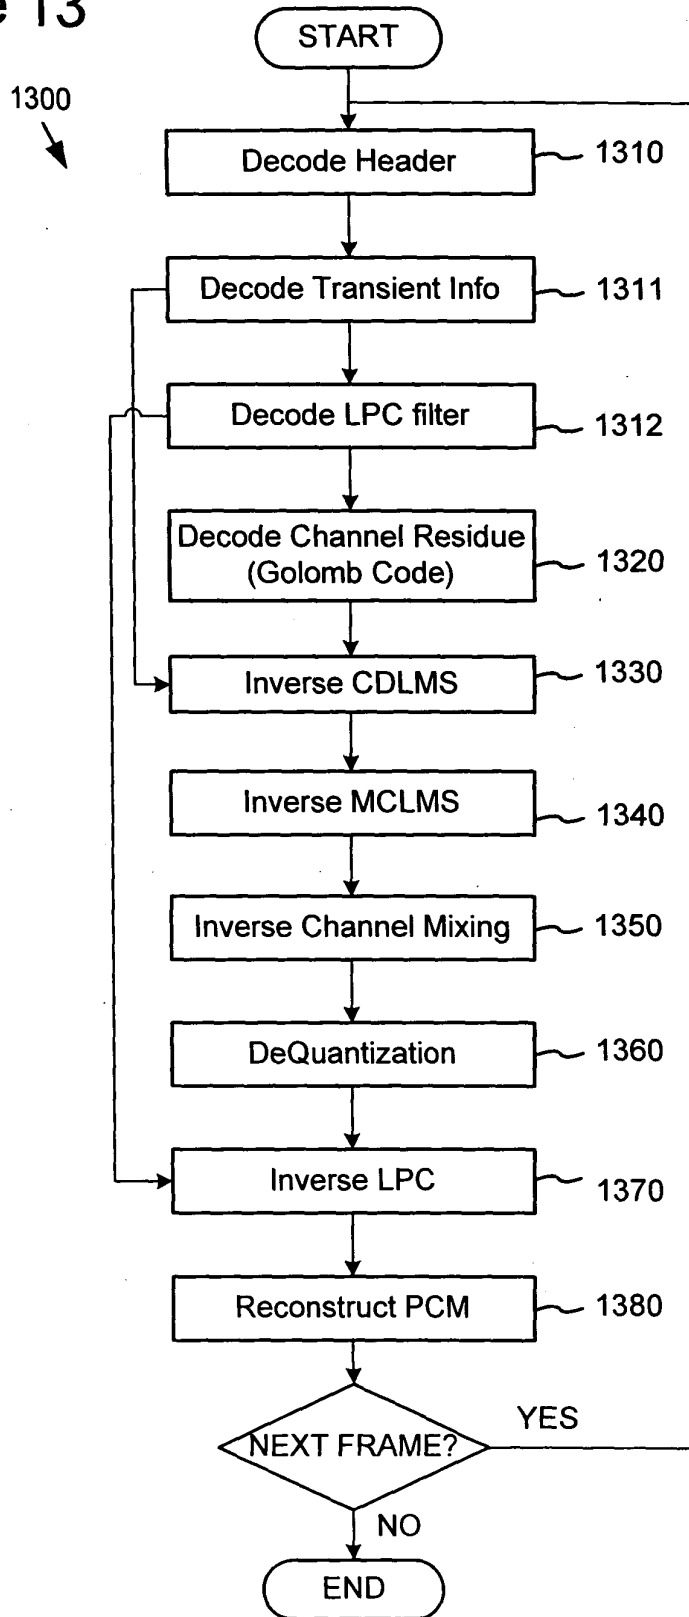 13
START
1300
Decode Header
1310
Decode Transient Info
1311
Decode LPC filter
1312
Decode Channel Residue
(Golomb Code)
1320
Inverse CDLMS
1330
Inverse MCLMS
1340
Inverse Channel Mixing
1350
DeQuantization
1360
Inverse LPC
1370
Reconstruct PCM
1380
NEXT FRAME?
YES
NO
END